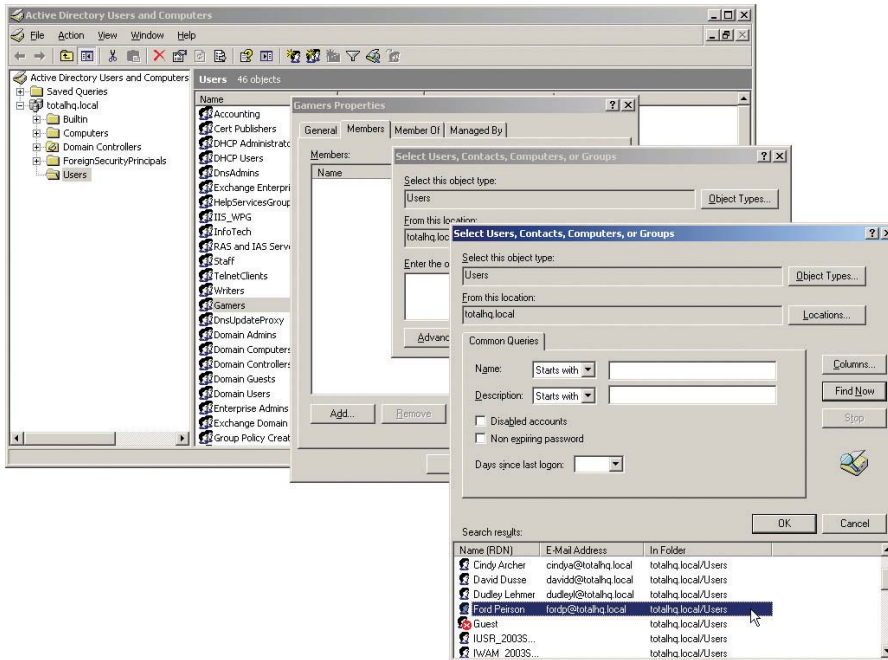 Active Directory Users and Computers
File Action View Window Help
Active Directory Users and Computers
Saved Queries
totalhq.local
Builtin
Computers
Domain Controllers
ForeignSecurityPrincipals
Users
Users 46 objects
Name
Accounting
Cert Publishers
DHCP Administrato
DHCP Users
DnsAdmins
Exchange Enterpri
HelpServicesGroup
IIS_WPG
InfoTech
RAS and IAS Serv
Staff
TelnetClients
Writers
Gamers
DnsUpdateProxy
Domain Admins
Domain Computers
Domain Controllers
Domain Guests
Domain Users
Enterprise Admins
Exchange Domain
Group Policy Creat
Gamers Properties
General Members Member Of Managed By
Members:
Name
Add... Remove
Select Users, Contacts, Computers, or Groups
Select this object type:
Users
Object Types...
From this location:
totalhq.loc
Enter the o
Advanc
Select Users, Contacts, Computers, or Groups
Select this object type:
Users
Object Types...
From this location:
totalhq.local
Locations...
Common Queries
Name: Starts with
Description: Starts with
Disabled accounts
Non expiring password
Days since last logon:
Columns...
Find Now
Stop
OK Cancel
Search results:
Name (RDN) E-Mail Address In Folder
Cindy Archer cindya@totalhq.local totalhq.local/Users
David Dusse davidd@totalhq.local totalhq.local/Users
Dudley Lehmer dudleyl@totalhq.local totalhq.local/Users
Ford Peirson fordp@totalhq.local totalhq.local/Users
Guest totalhq.local/Users
IUSR_2003S... totalhq.local/Users
IWAM_2003S... totalhq.local/Users